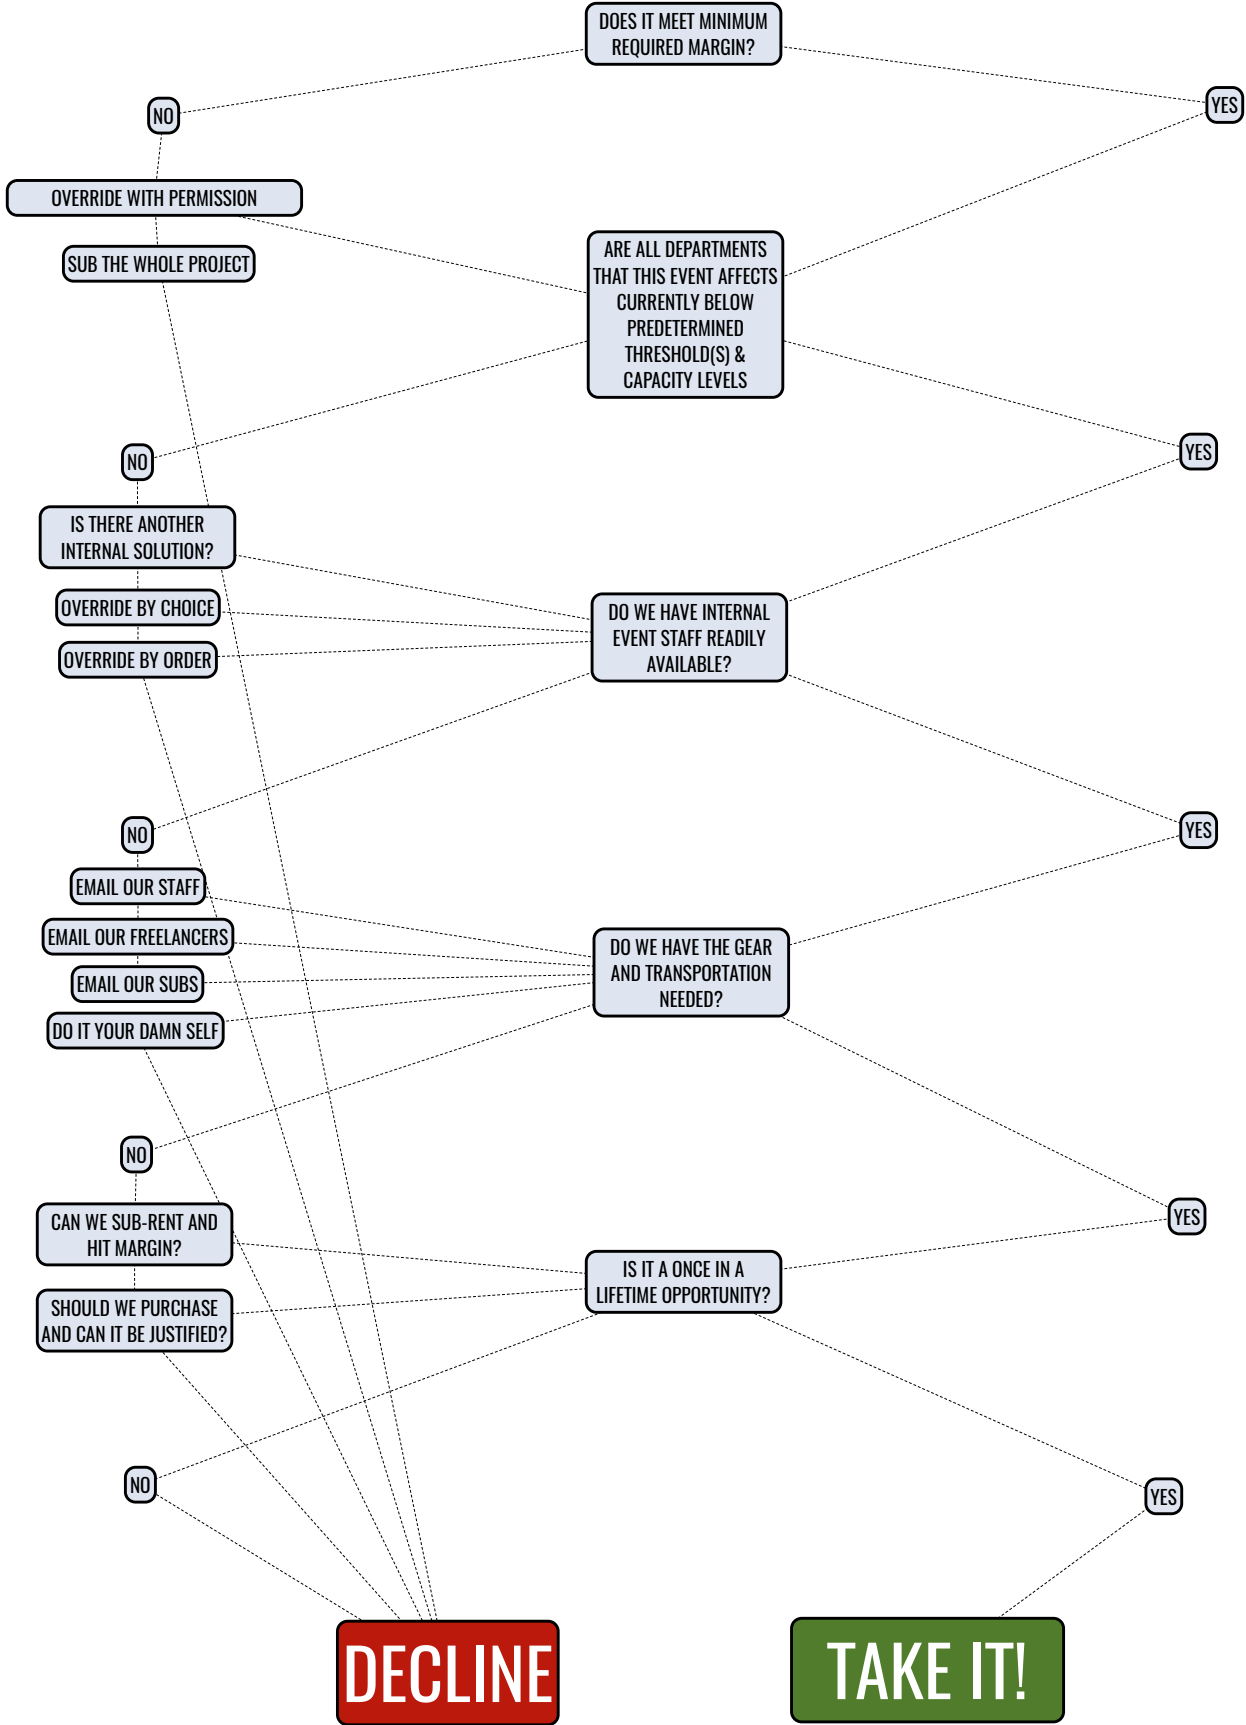 DOES IT MEET MINIMUM
REQUIRED MARGIN?
NO
YES
OVERRIDE WITH PERMISSION
SUB THE WHOLE PROJECT
ARE ALL DEPARTMENTS
THAT THIS EVENT AFFECTS
CURRENTLY BELOW
PREDETERMINED
THRESHOLD(S) &
CAPACITY LEVELS
NO
YES
IS THERE ANOTHER
INTERNAL SOLUTION?
OVERRIDE BY CHOICE
OVERRIDE BY ORDER
DO WE HAVE INTERNAL
EVENT STAFF READILY
AVAILABLE?
NO
YES
EMAIL OUR STAFF
EMAIL OUR FREELANCERS
EMAIL OUR SUBS
DO IT YOUR DAMN SELF
DO WE HAVE THE GEAR
AND TRANSPORTATION
NEEDED?
NO
YES
CAN WE SUB-RENT AND
HIT MARGIN?
SHOULD WE PURCHASE
AND CAN IT BE JUSTIFIED?
IS IT A ONCE IN A
LIFETIME OPPORTUNITY?
NO
YES
DECLINE
TAKE IT!